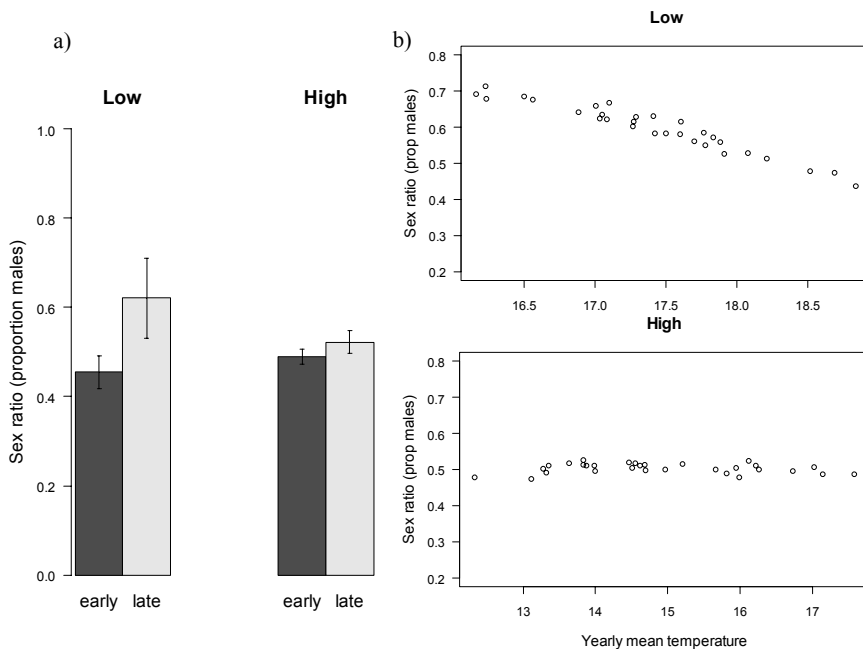 a)
Low
High
Sex ratio (proportion males)
1.0
0.8
0.6
0.4
0.2
0.0
early late
early late
b)
Low
Sex ratio (prop males)
0.8
0.7
0.6
0.5
0.4
0.3
0.2
16.5 17.0 17.5 18.0 18.5
High
Sex ratio (prop males)
0.8
0.7
0.6
0.5
0.4
0.3
0.2
13 14 15 16 17
Yearly mean temperature